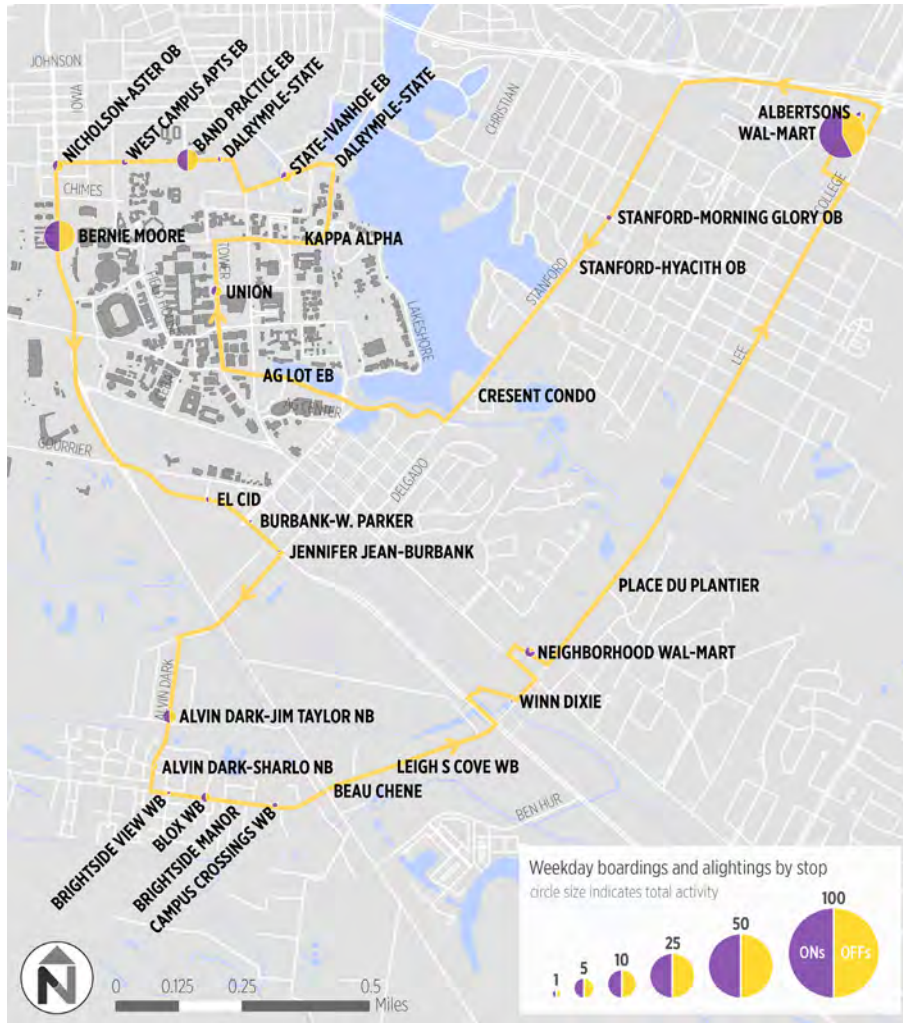 JOHNSON
IOWA
NICHOLSON-ASTER OB
WEST CAMPUS APTS EB
BAND PRACTICE EB
DALRYMPLE-STATE
STATE-IVANHOE EB
DALRYMPLE-STATE
CHRISTIAN
ALBERTSONS
WAL-MART
COLLEGE
CHIMES
BERNIE MOORE
KAPPA ALPHA
TOWER
UNION
STANFORD-MORNING GLORY OB
STANFORD-HYACITH OB
STANFORD
LAKESHORE
LEE
AG LOT EB
AG CENTER
CRESENT CONDO
GOURRIER
DELGADO
EL CID
BURBANK-W. PARKER
JENNIFER JEAN-BURBANK
PLACE DU PLANTIER
NEIGHBORHOOD WAL-MART
WINN DIXIE
ALVIN DARK
ALVIN DARK-JIM TAYLOR NB
ALVIN DARK-SHARLO NB
LEIGH S COVE WB
BEAU CHENE
BRIGHTSIDE VIEW WB
BLOX WB
BRIGHTSIDE MANOR
CAMPUS CROSSINGS WB
BEN HUR
Weekday boardings and alightings by stop
circle size indicates total activity
1
5
10
25
50
100
ONs
OFFs
N
0
0.125
0.25
0.5
Miles